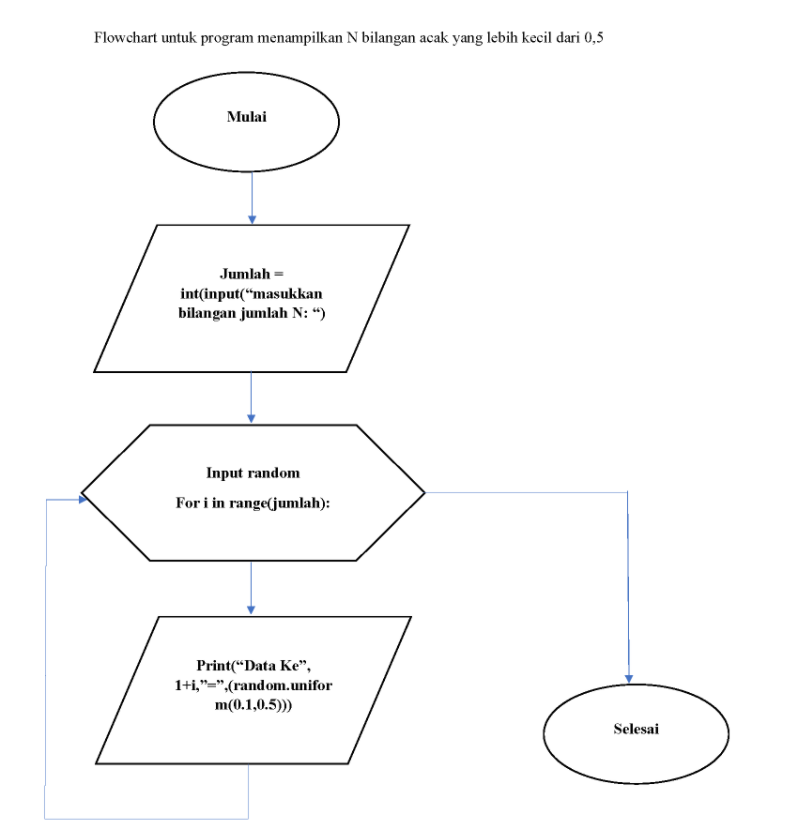 Flowchart untuk program menampilkan N bilangan acak yang lebih kecil dari 0,5
Mulai
Jumlah =
int(input(“masukkan
bilangan jumlah N: “)
Input random
For i in range(jumlah):
Print(“Data Ke”,
1+i,”=”,(random.unifor
m(0.1,0.5)))
Selesai